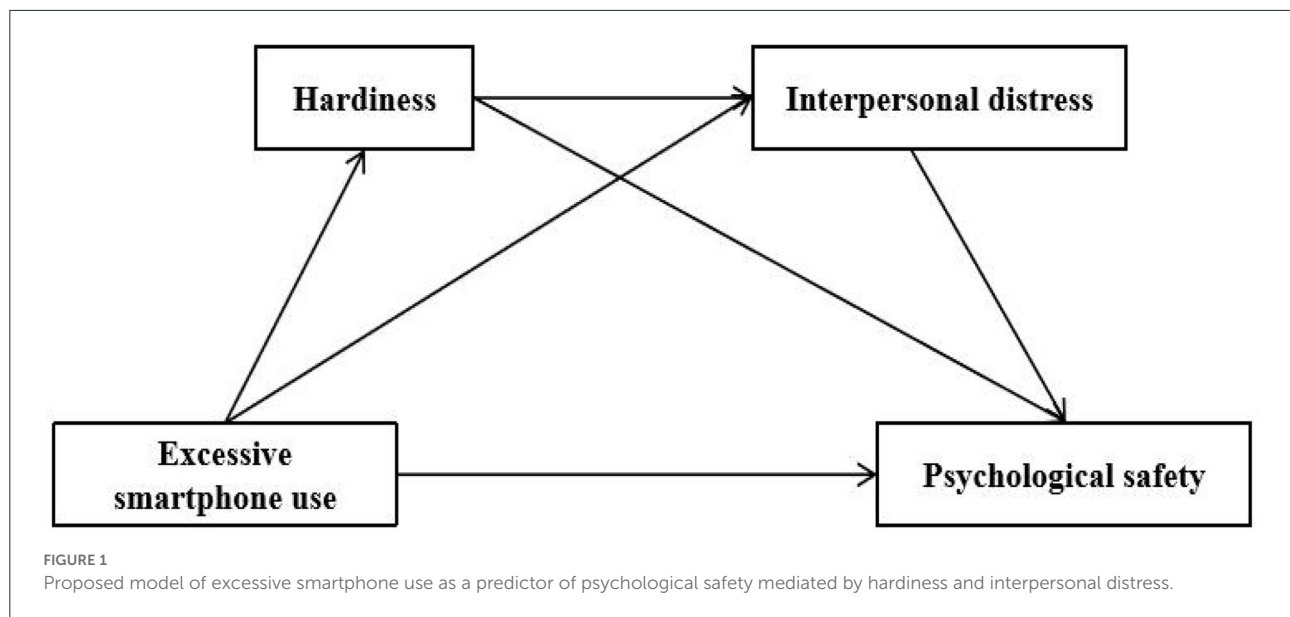 Hardiness
Interpersonal distress
Excessive
smartphone use
Psychological safety
FIGURE 1
Proposed model of excessive smartphone use as a predictor of psychological safety mediated by hardiness and interpersonal distress.